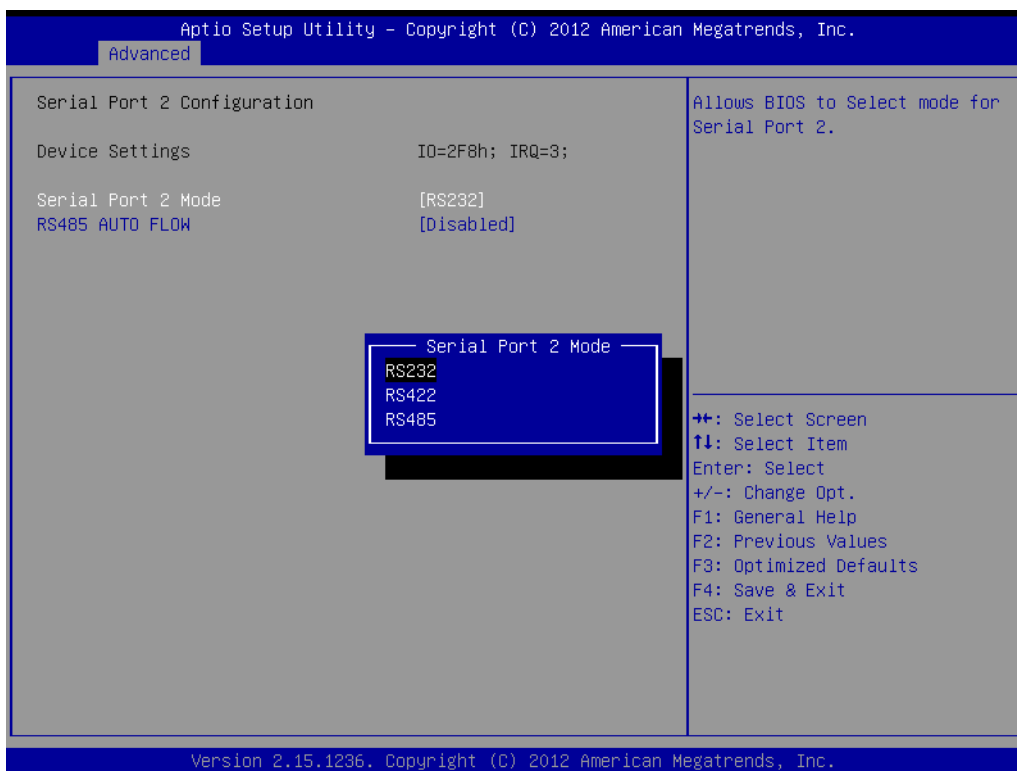 Aptio Setup Utility – Copyright (C) 2012 American Megatrends, Inc.
Advanced
Serial Port 2 Configuration
Device Settings IO=2F8h; IRQ=3;
Serial Port 2 Mode [RS232]
RS485 AUTO FLOW [Disabled]
Allows BIOS to Select mode for
Serial Port 2.
Serial Port 2 Mode
RS232
RS422
RS485
→←: Select Screen
↑↓: Select Item
Enter: Select
+/-: Change Opt.
F1: General Help
F2: Previous Values
F3: Optimized Defaults
F4: Save & Exit
ESC: Exit
Version 2.15.1236. Copyright (C) 2012 American Megatrends, Inc.